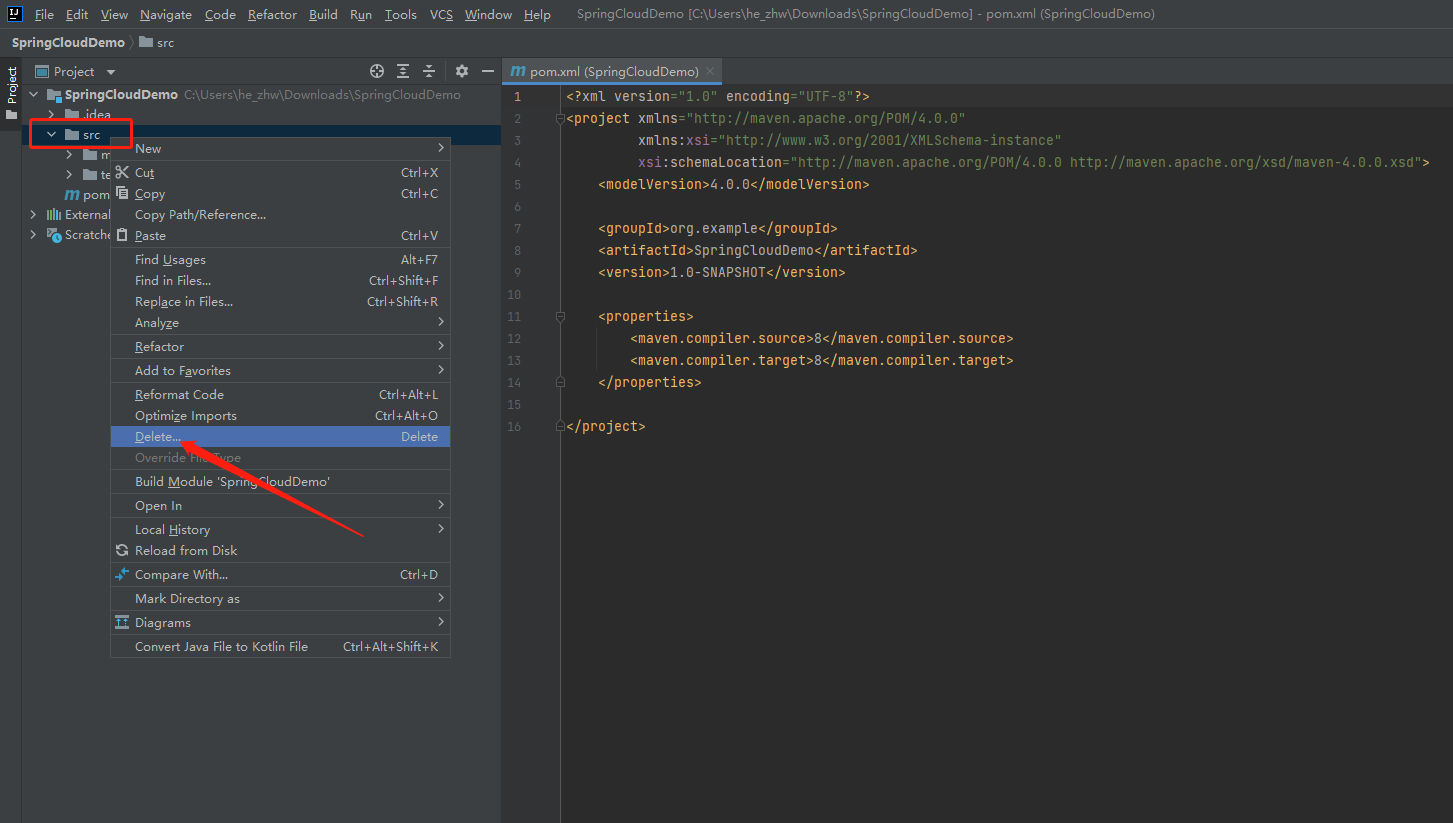 File Edit View Navigate Code Refactor Build Run Tools VCS Window Help SpringCloudDemo [C:\Users\he_zhw\Downloads\SpringCloudDemo] - pom.xml (SpringCloudDemo)
SpringCloudDemo src
Project
Project
SpringCloudDemo C:\Users\he_zhw\Downloads\SpringCloudDemo
.idea
src
m
te
pom
External
Scratche
New
Cut Ctrl+X
Copy Ctrl+C
Copy Path/Reference...
Paste Ctrl+V
Find Usages Alt+F7
Find in Files... Ctrl+Shift+F
Replace in Files... Ctrl+Shift+R
Analyze
Refactor
Add to Favorites
Reformat Code Ctrl+Alt+L
Optimize Imports Ctrl+Alt+O
Delete... Delete
Override File Type
Build Module 'SpringCloudDemo'
Open In
Local History
Reload from Disk
Compare With... Ctrl+D
Mark Directory as
Diagrams
Convert Java File to Kotlin File Ctrl+Alt+Shift+K
pom.xml (SpringCloudDemo)
1 <?xml version="1.0" encoding="UTF-8"?>
2 <project xmlns="http://maven.apache.org/POM/4.0.0"
3 xmlns:xsi="http://www.w3.org/2001/XMLSchema-instance"
4 xsi:schemaLocation="http://maven.apache.org/POM/4.0.0 http://maven.apache.org/xsd/maven-4.0.0.xsd">
5 <modelVersion>4.0.0</modelVersion>
6
7 <groupId>org.example</groupId>
8 <artifactId>SpringCloudDemo</artifactId>
9 <version>1.0-SNAPSHOT</version>
10
11 <properties>
12 <maven.compiler.source>8</maven.compiler.source>
13 <maven.compiler.target>8</maven.compiler.target>
14 </properties>
15
16 </project>